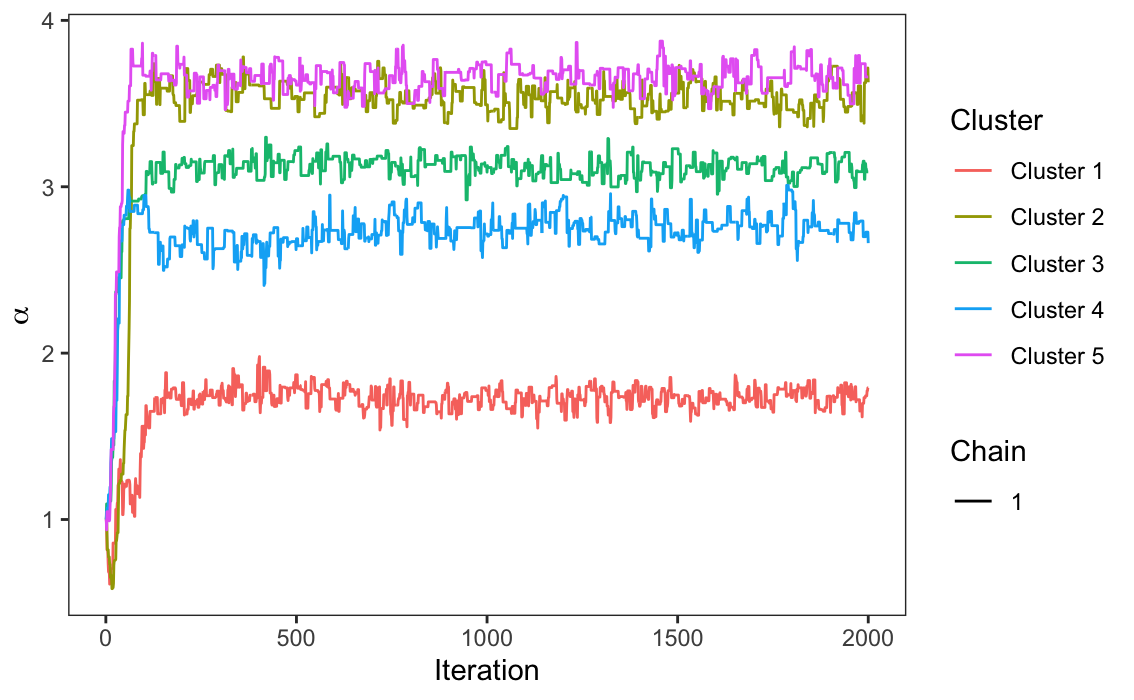 4
3
2
1
α
0 500 1000 1500 2000
Iteration
Cluster
Cluster 1
Cluster 2
Cluster 3
Cluster 4
Cluster 5
Chain
1